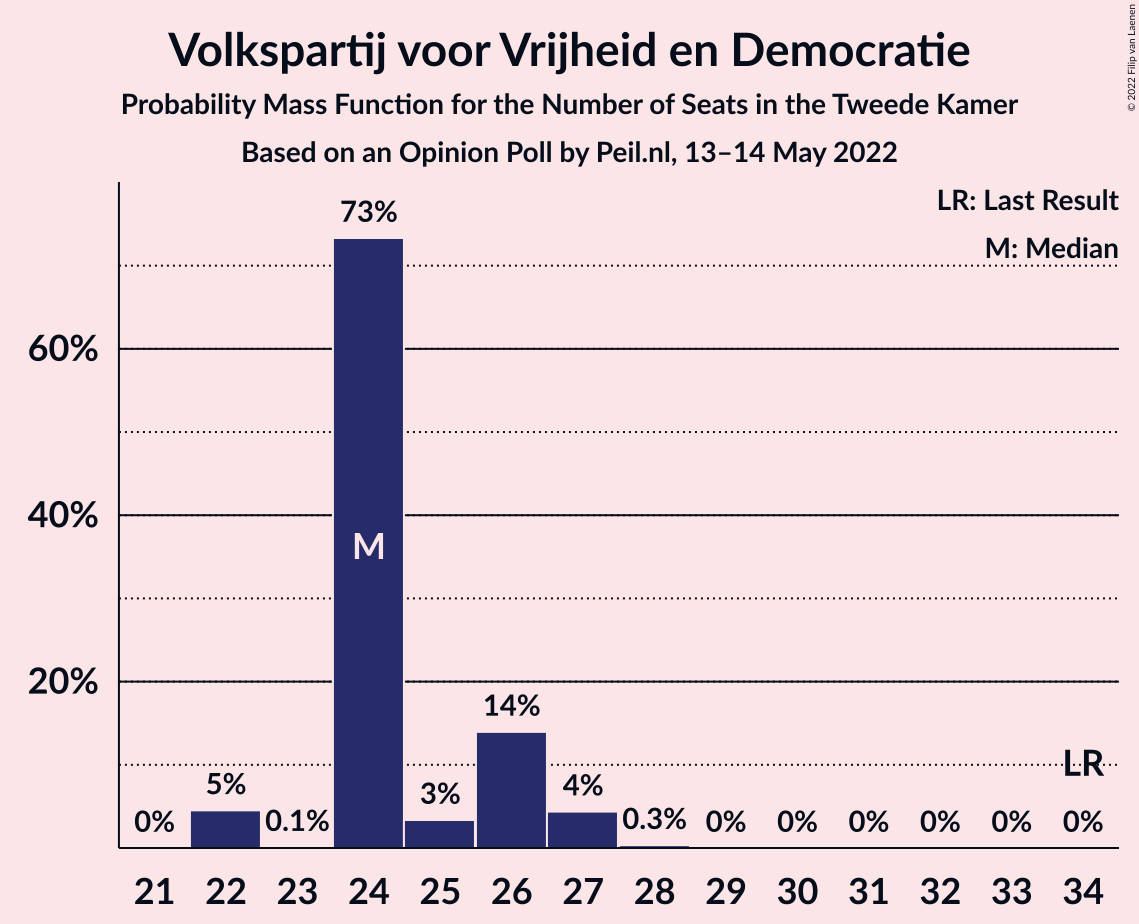 Volkspartij voor Vrijheid en Democratie
Probability Mass Function for the Number of Seats in the Tweede Kamer
Based on an Opinion Poll by Peil.nl, 13–14 May 2022
© 2022 Filip van Laenen
LR: Last Result
M: Median
60%
40%
20%
0%
5%
0.1%
73%
M
3%
14%
4%
0.3%
0%
0%
0%
0%
0%
0%
LR
21 22 23 24 25 26 27 28 29 30 31 32 33 34